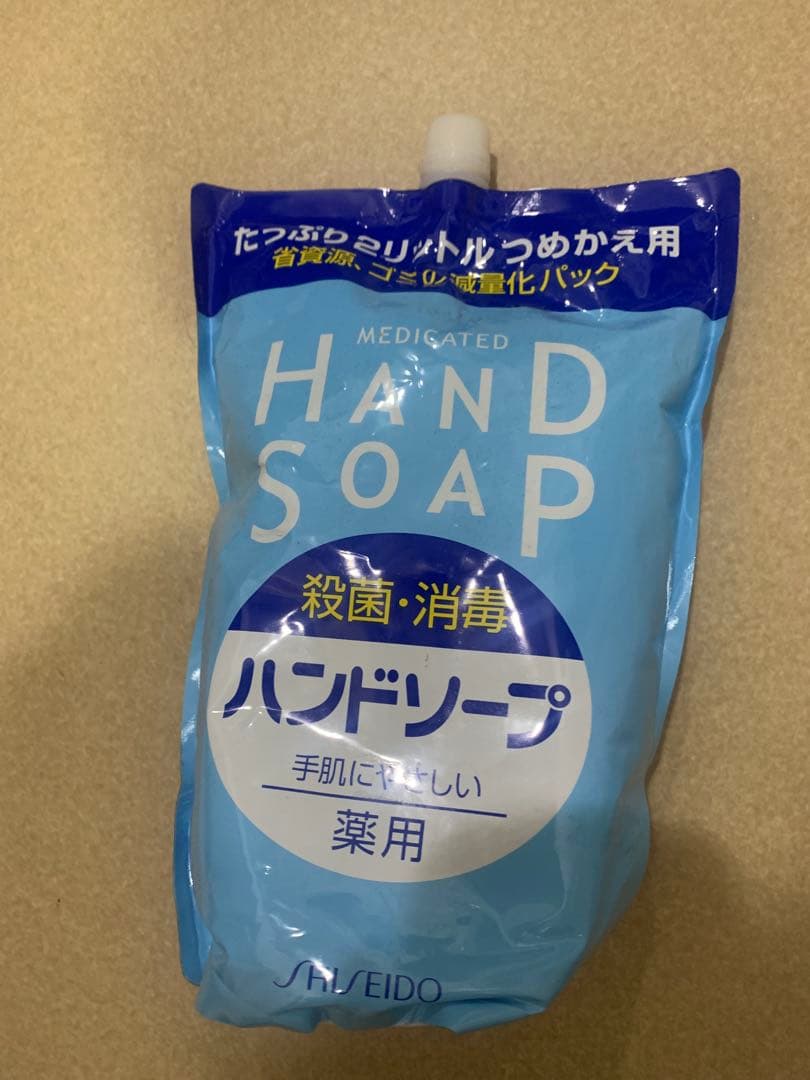 たっぷり2リットルつめかえ用
省資源、ゴミの減量化パック
MEDICATED
HAND
SOAP
殺菌・消毒
ハンドソープ
手肌にやさしい
薬用
SHISEIDO